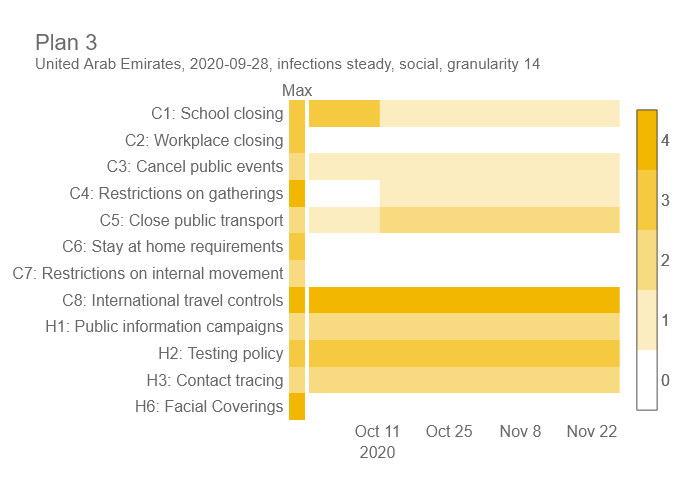 Plan 3
United Arab Emirates, 2020-09-28, infections steady, social, granularity 14
Max
C1: School closing
C2: Workplace closing
C3: Cancel public events
C4: Restrictions on gatherings
C5: Close public transport
C6: Stay at home requirements
C7: Restrictions on internal movement
C8: International travel controls
H1: Public information campaigns
H2: Testing policy
H3: Contact tracing
H6: Facial Coverings
Oct 11 Oct 25 Nov 8 Nov 22
2020
4
3
2
1
0